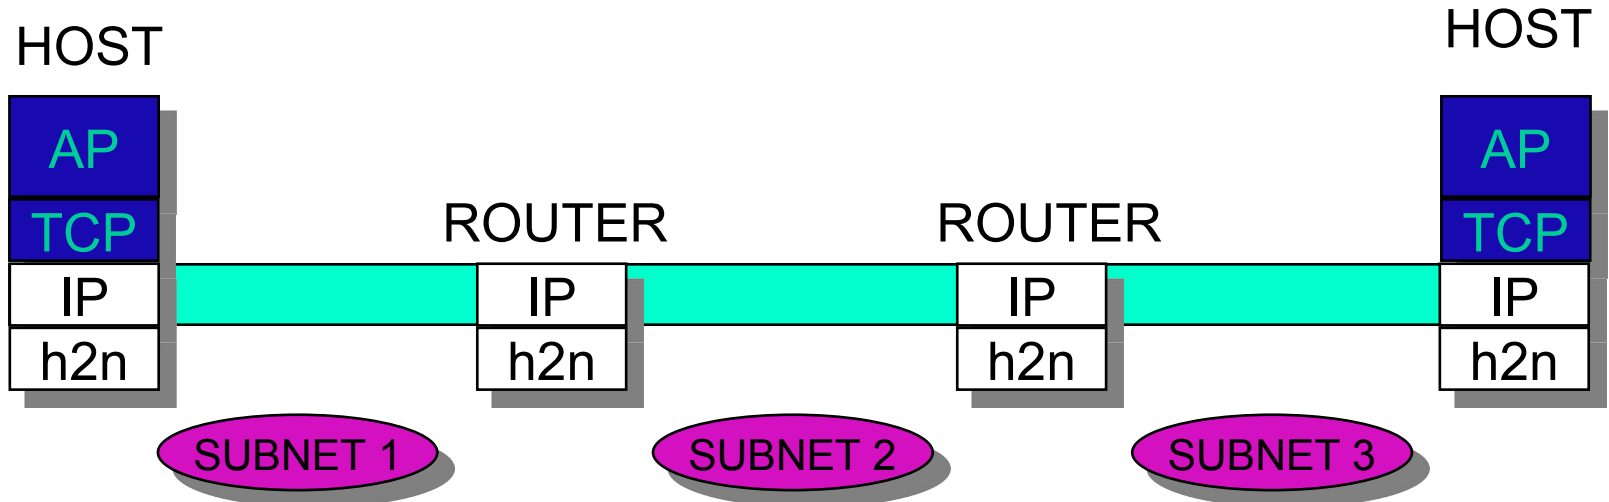 HOST
HOST
AP
AP
TCP
ROUTER
ROUTER
TCP
IP
IP
IP
IP
h2n
h2n
h2n
h2n
SUBNET 1
SUBNET 2
SUBNET 3